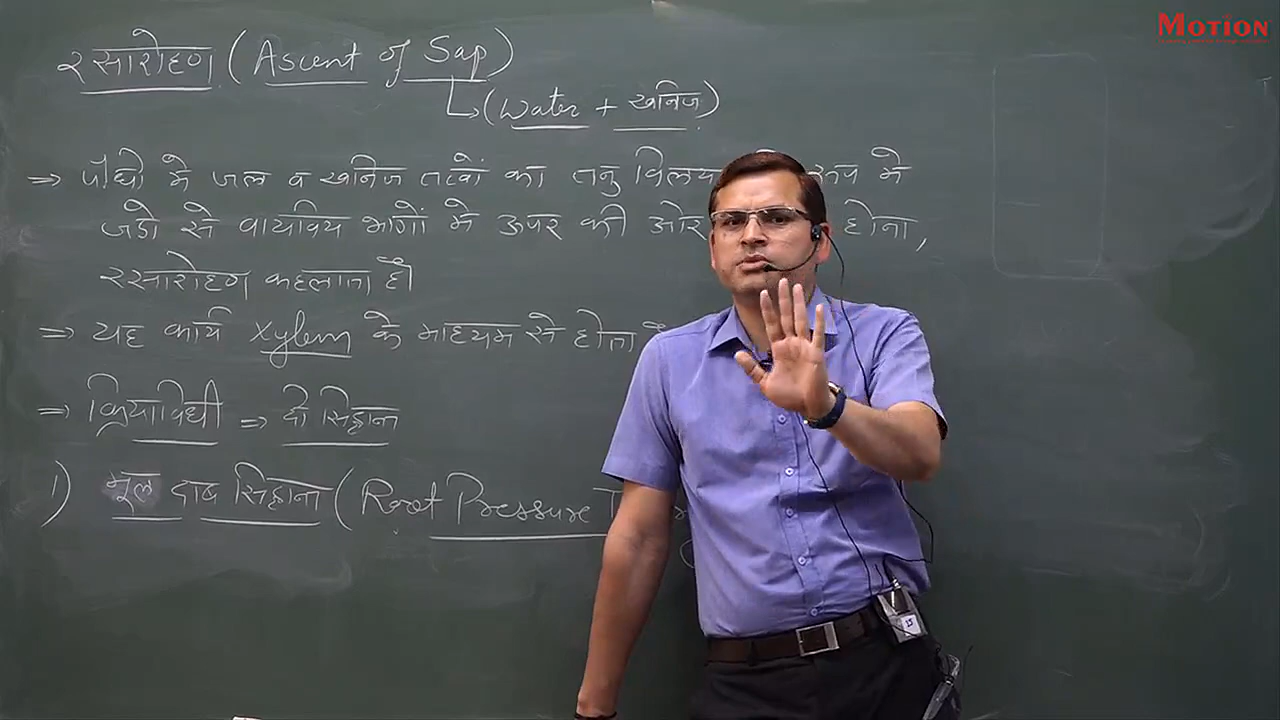 MOTION
रसारोहण (Ascent of Sap)
(Water + खनिज)
⇒ पौधों मे जल व खनिज तत्वों का तनु विलय रूप मे
जडो से वायविय भागों मे ऊपर की ओर होना,
रसारोहण कहलाता है।
⇒ यह कार्य Xylem के माध्यम से होता
⇒ क्रियाविधी ⇒ दो सिद्धान्त
1) मूल दाब सिद्धान्त (Root Pressure T